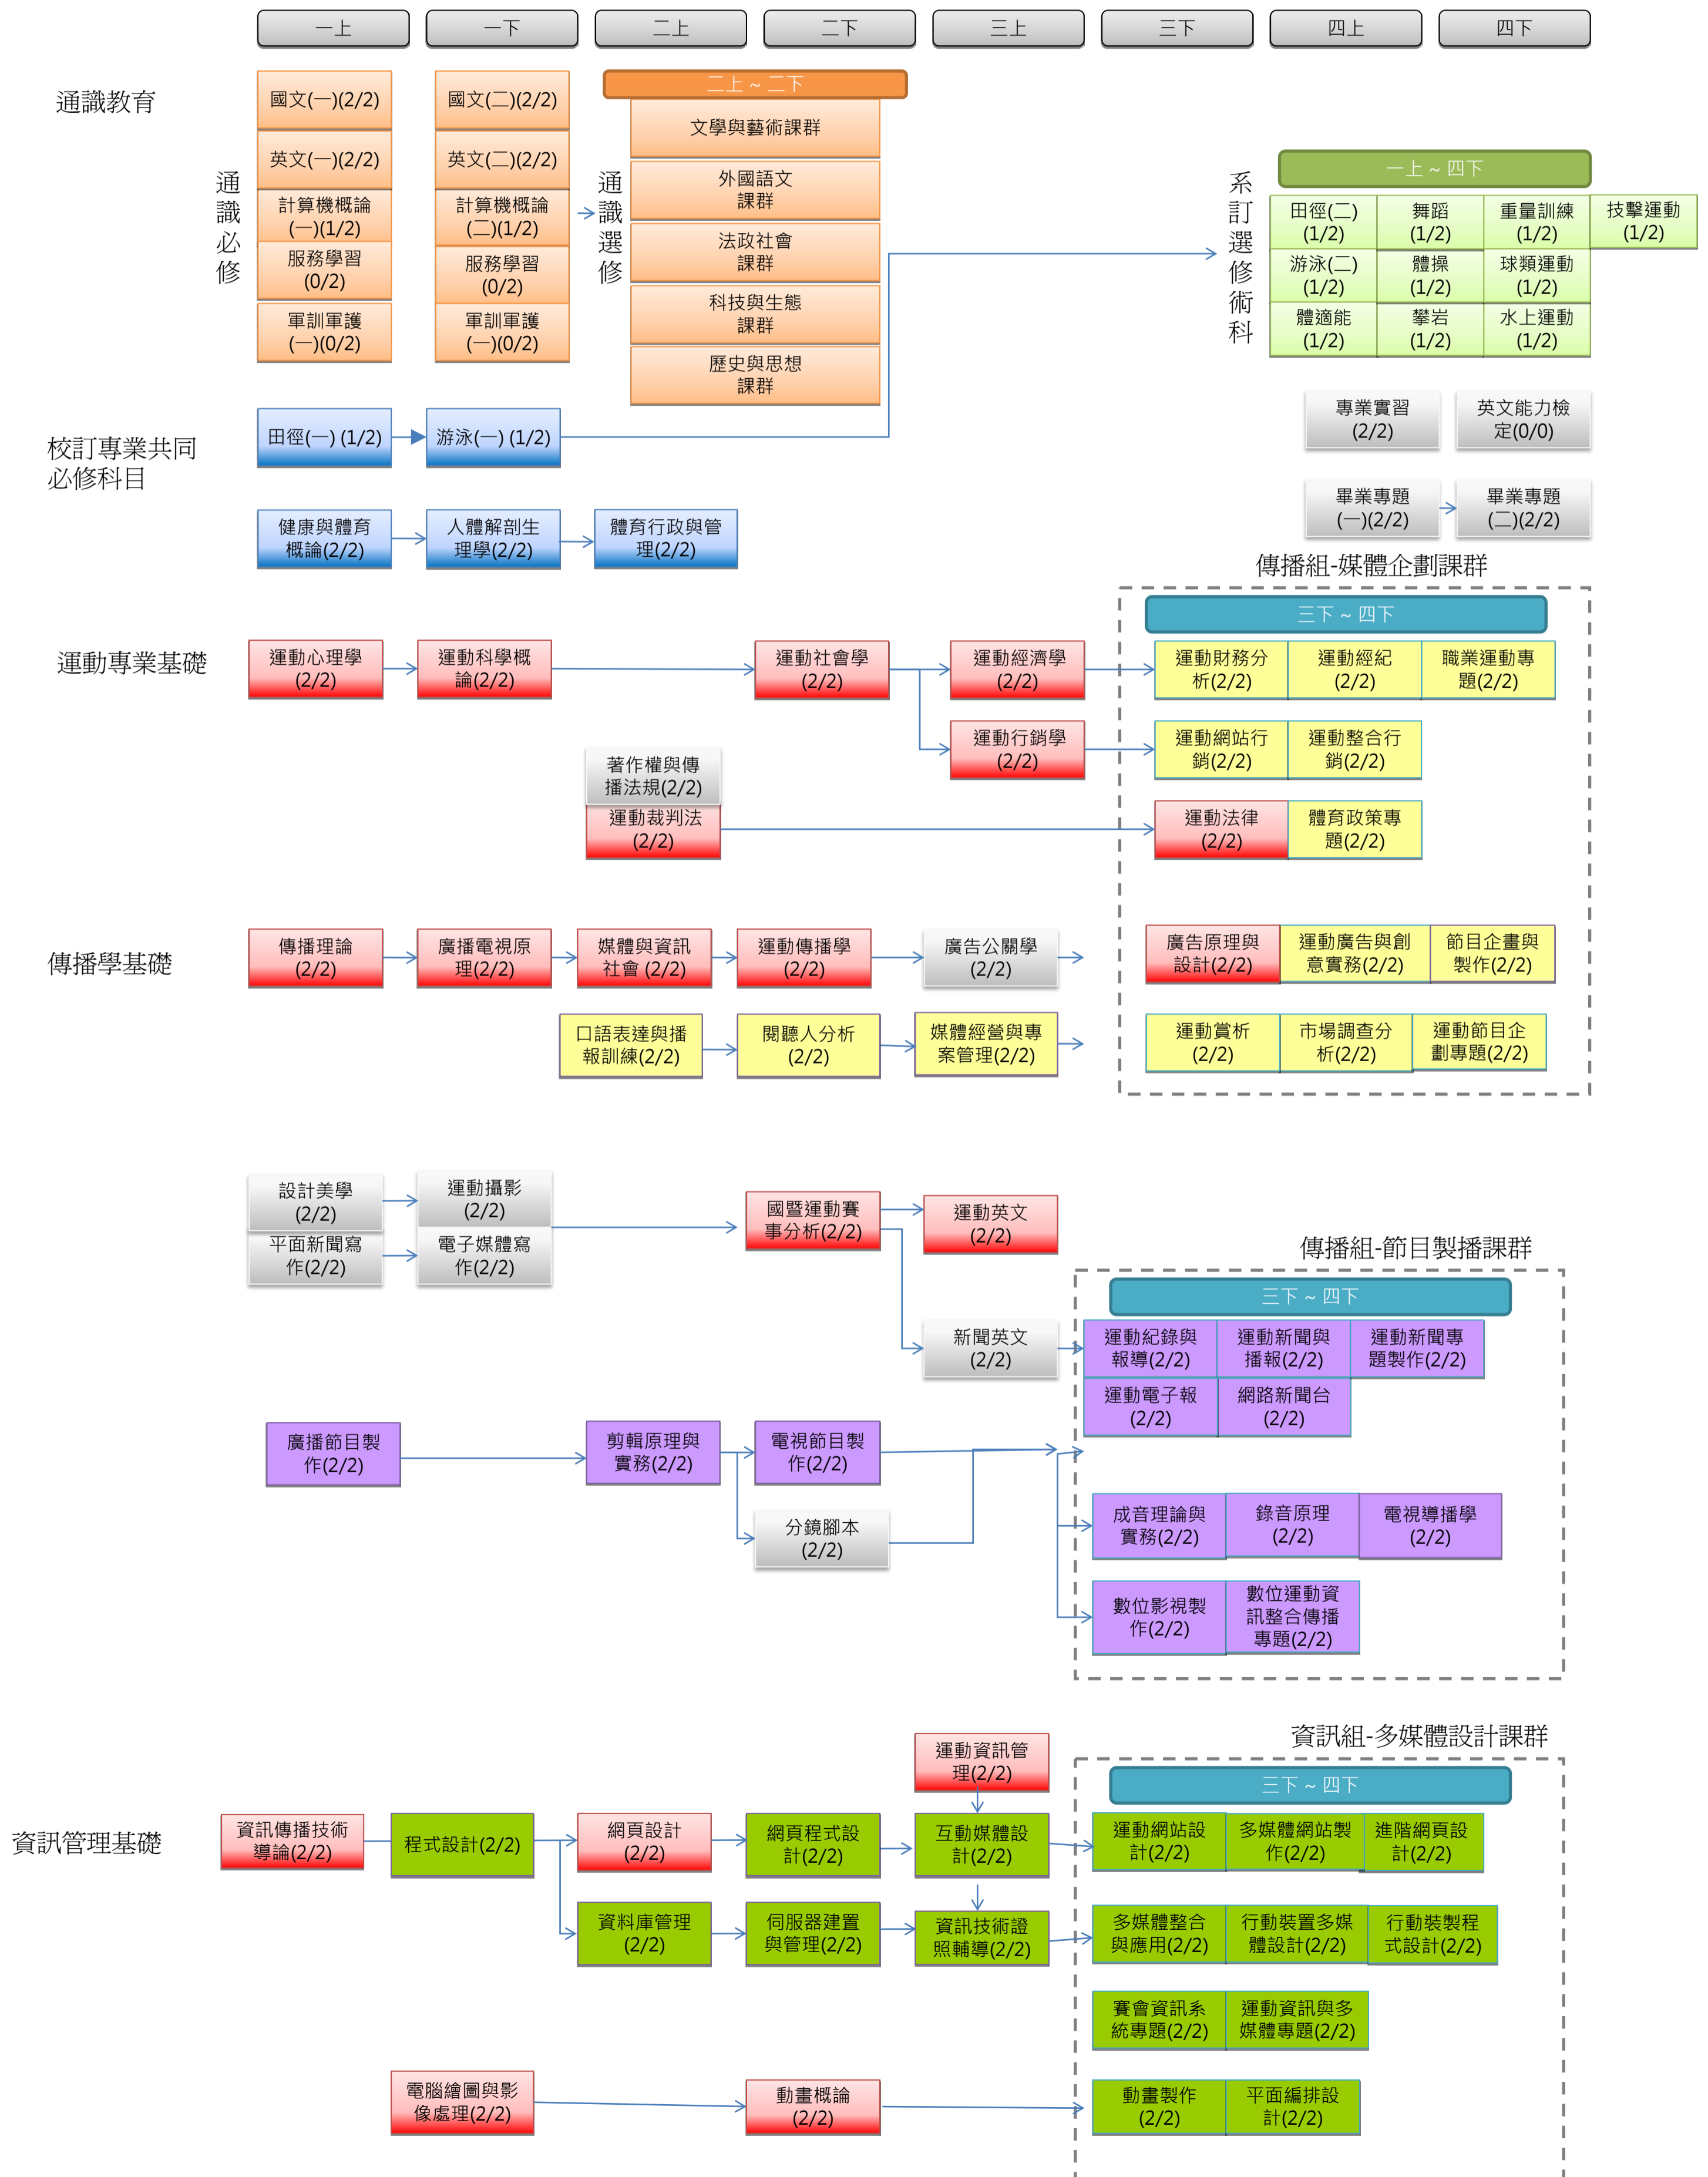 一上
一下
二上
二下
三上
三下
四上
四下
通識教育
通識必修
國文(一)(2/2)
英文(一)(2/2)
計算機概論
(一)(1/2)
服務學習
(0/2)
軍訓軍護
(一)(0/2)
國文(二)(2/2)
英文(二)(2/2)
計算機概論
(二)(1/2)
服務學習
(0/2)
軍訓軍護
(一)(0/2)
通識選修
二上 ~ 二下
文學與藝術課群
外國語文
課群
法政社會
課群
科技與生態
課群
歷史與思想
課群
系訂選修術科
一上 ~ 四下
田徑(二)
(1/2)
舞蹈
(1/2)
重量訓練
(1/2)
技擊運動
(1/2)
游泳(二)
(1/2)
體操
(1/2)
球類運動
(1/2)
體適能
(1/2)
攀岩
(1/2)
水上運動
(1/2)
專業實習
(2/2)
英文能力檢
定(0/0)
畢業專題
(一)(2/2)
畢業專題
(二)(2/2)
校訂專業共同
必修科目
田徑(一) (1/2)
游泳(一) (1/2)
健康與體育
概論(2/2)
人體解剖生
理學(2/2)
體育行政與管
理(2/2)
傳播組-媒體企劃課群
三下 ~ 四下
運動專業基礎
運動心理學
(2/2)
運動科學概
論(2/2)
運動社會學
(2/2)
運動經濟學
(2/2)
運動財務分
析(2/2)
運動經紀
(2/2)
職業運動專
題(2/2)
運動行銷學
(2/2)
運動網站行
銷(2/2)
運動整合行
銷(2/2)
著作權與傳
播法規(2/2)
運動裁判法
(2/2)
運動法律
(2/2)
體育政策專
題(2/2)
傳播學基礎
傳播理論
(2/2)
廣播電視原
理(2/2)
媒體與資訊
社會 (2/2)
運動傳播學
(2/2)
廣告公關學
(2/2)
廣告原理與
設計(2/2)
運動廣告與創
意實務(2/2)
節目企畫與
製作(2/2)
口語表達與播
報訓練(2/2)
閱聽人分析
(2/2)
媒體經營與專
案管理(2/2)
運動賞析
(2/2)
市場調查分
析(2/2)
運動節目企
劃專題(2/2)
設計美學
(2/2)
運動攝影
(2/2)
平面新聞寫
作(2/2)
電子媒體寫
作(2/2)
國暨運動賽
事分析(2/2)
運動英文
(2/2)
新聞英文
(2/2)
傳播組-節目製播課群
三下 ~ 四下
運動紀錄與
報導(2/2)
運動新聞與
播報(2/2)
運動新聞專
題製作(2/2)
運動電子報
(2/2)
網路新聞台
(2/2)
廣播節目製
作(2/2)
剪輯原理與
實務(2/2)
電視節目製
作(2/2)
分鏡腳本
(2/2)
成音理論與
實務(2/2)
錄音原理
(2/2)
電視導播學
(2/2)
數位影視製
作(2/2)
數位運動資
訊整合傳播
專題(2/2)
資訊組-多媒體設計課群
三下 ~ 四下
資訊管理基礎
運動資訊管
理(2/2)
資訊傳播技術
導論(2/2)
程式設計(2/2)
網頁設計
(2/2)
網頁程式設
計(2/2)
互動媒體設
計(2/2)
運動網站設
計(2/2)
多媒體網站製
作(2/2)
進階網頁設
計(2/2)
資料庫管理
(2/2)
伺服器建置
與管理(2/2)
資訊技術證
照輔導(2/2)
多媒體整合
與應用(2/2)
行動裝置多媒
體設計(2/2)
行動裝製程
式設計(2/2)
賽會資訊系
統專題(2/2)
運動資訊與多
媒體專題(2/2)
電腦繪圖與影
像處理(2/2)
動畫概論
(2/2)
動畫製作
(2/2)
平面編排設
計(2/2)